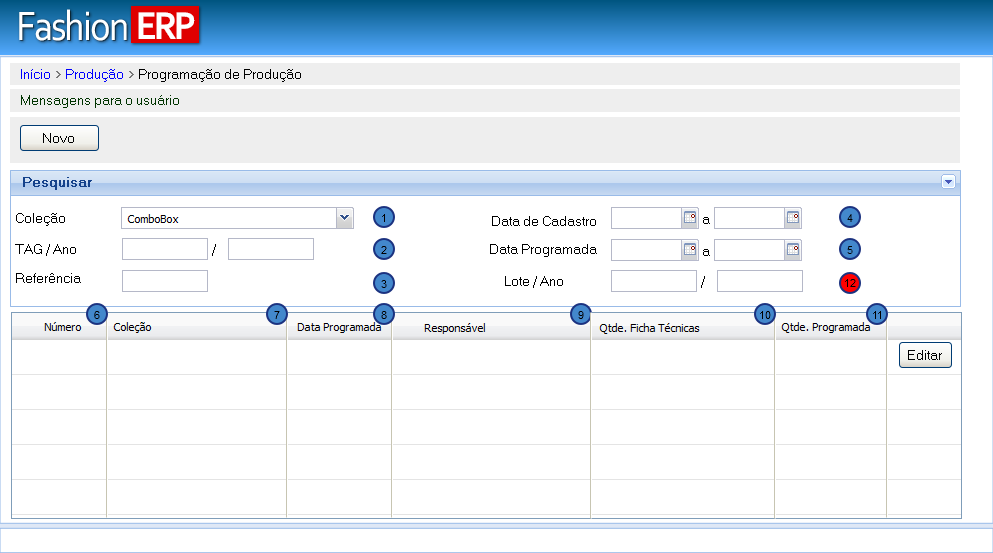 Fashion ERP
Início > Produção > Programação de Produção
Mensagens para o usuário
Novo
Pesquisar
Coleção ComboBox 1 Data de Cadastro a 4
TAG / Ano / 2 Data Programada a 5
Referência 3 Lote / Ano / 12
Número 6 Coleção 7 Data Programada 8 Responsável 9 Qtde. Ficha Técnicas 10 Qtde. Programada 11
Editar